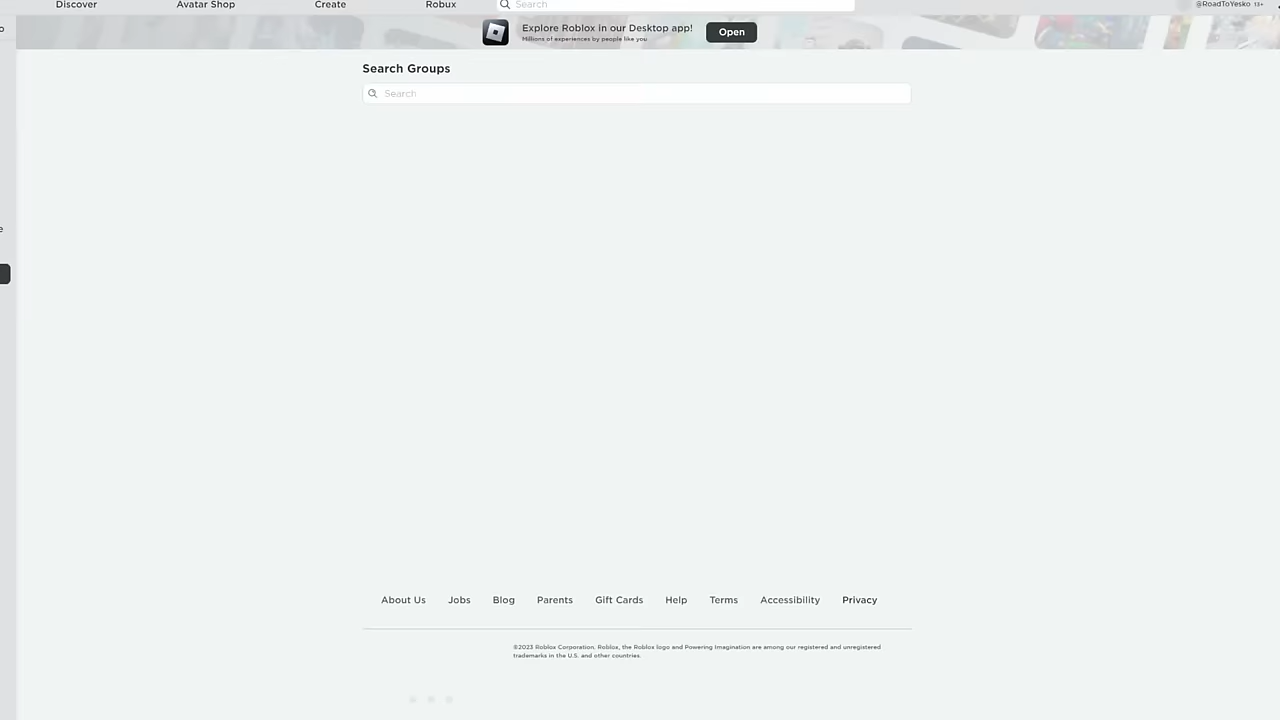 Discover Avatar Shop Create Robux Search @RoadToYesko 13+
Explore Roblox in our Desktop app!
Millions of experiences by people like you
Open
Search Groups
Search
About Us Jobs Blog Parents Gift Cards Help Terms Accessibility Privacy
©2023 Roblox Corporation. Roblox, the Roblox logo and Powering Imagination are among our registered and unregistered
trademarks in the U.S. and other countries.